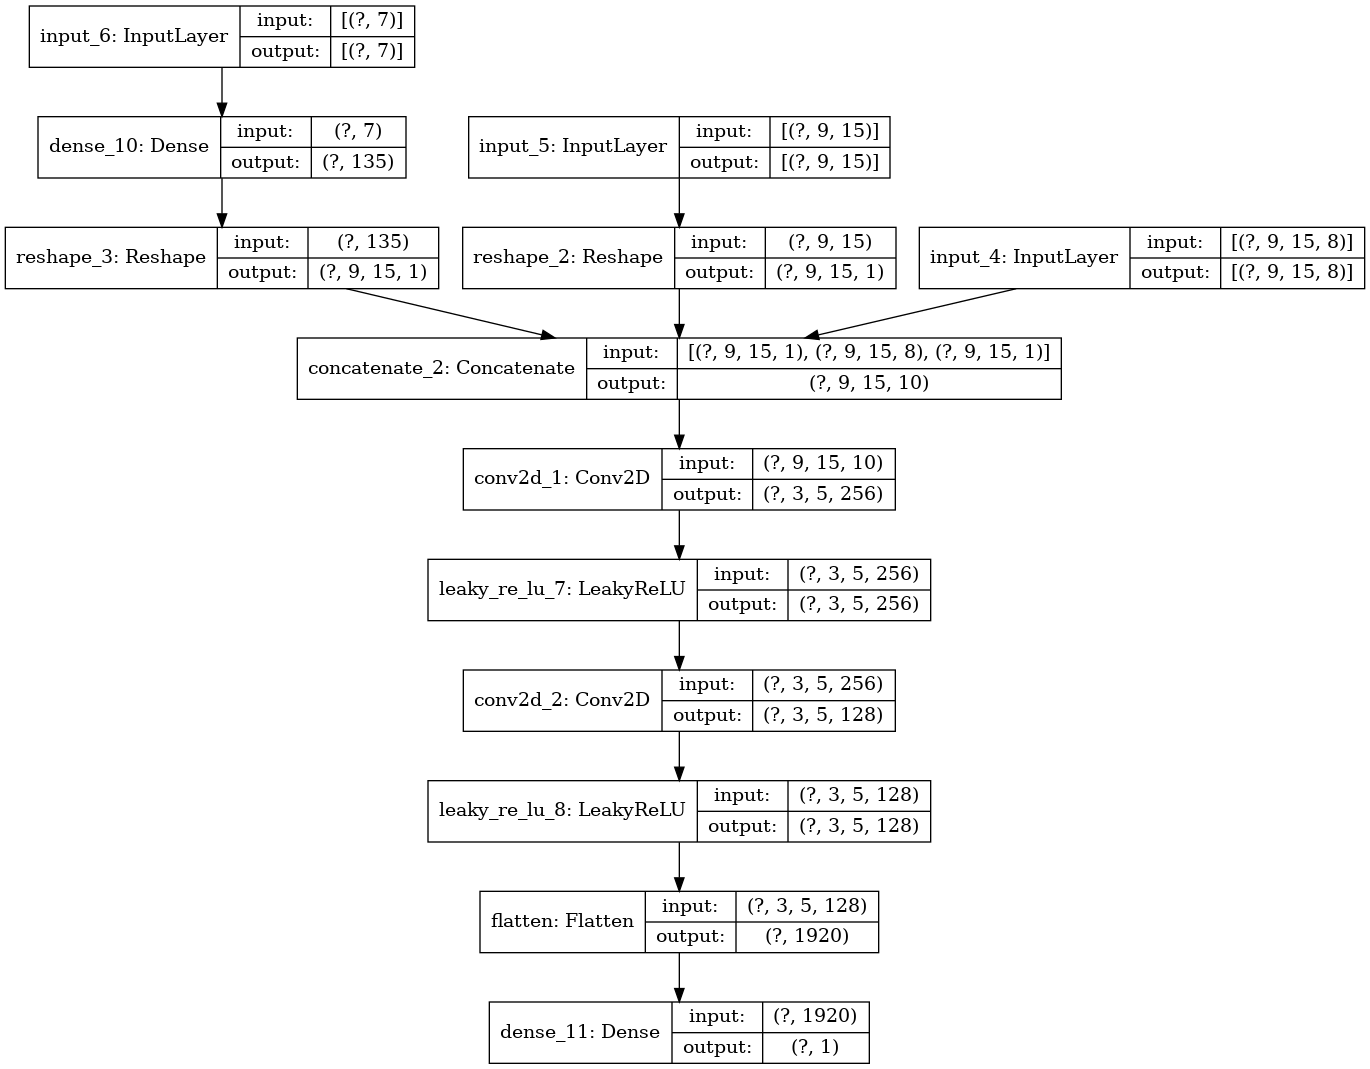 input_6: InputLayer
input: [(?, 7)]
output: [(?, 7)]
dense_10: Dense
input: (?, 7)
output: (?, 135)
input_5: InputLayer
input: [(?, 9, 15)]
output: [(?, 9, 15)]
reshape_3: Reshape
input: (?, 135)
output: (?, 9, 15, 1)
reshape_2: Reshape
input: (?, 9, 15)
output: (?, 9, 15, 1)
input_4: InputLayer
input: [(?, 9, 15, 8)]
output: [(?, 9, 15, 8)]
concatenate_2: Concatenate
input: [(?, 9, 15, 1), (?, 9, 15, 8), (?, 9, 15, 1)]
output: (?, 9, 15, 10)
conv2d_1: Conv2D
input: (?, 9, 15, 10)
output: (?, 3, 5, 256)
leaky_re_lu_7: LeakyReLU
input: (?, 3, 5, 256)
output: (?, 3, 5, 256)
conv2d_2: Conv2D
input: (?, 3, 5, 256)
output: (?, 3, 5, 128)
leaky_re_lu_8: LeakyReLU
input: (?, 3, 5, 128)
output: (?, 3, 5, 128)
flatten: Flatten
input: (?, 3, 5, 128)
output: (?, 1920)
dense_11: Dense
input: (?, 1920)
output: (?, 1)